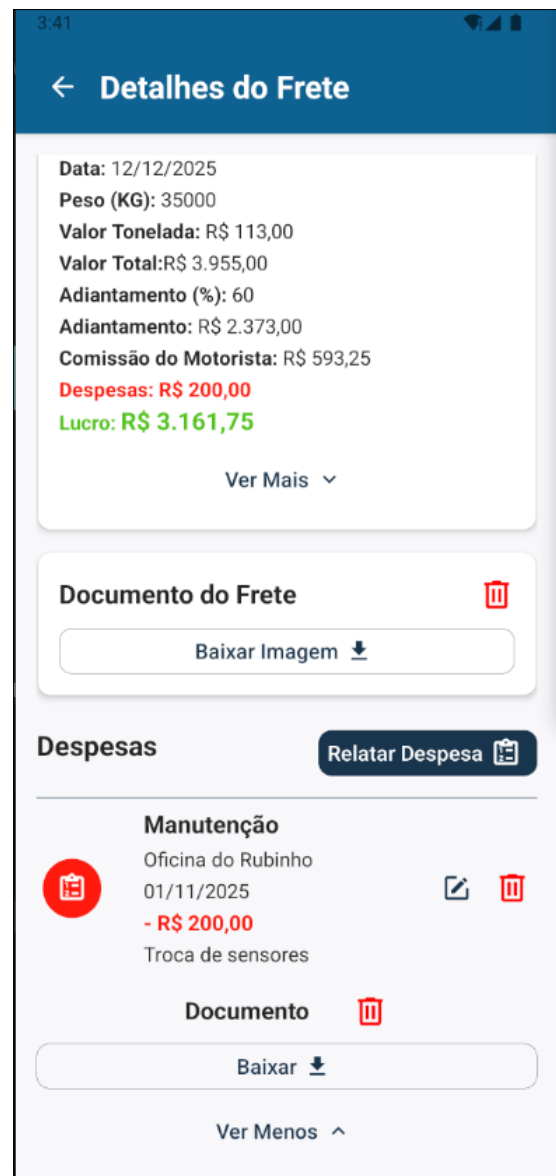 3:41
Detalhes do Frete
Data: 12/12/2025
Peso (KG): 35000
Valor Tonelada: R$ 113,00
Valor Total:R$ 3.955,00
Adiantamento (%): 60
Adiantamento: R$ 2.373,00
Comissão do Motorista: R$ 593,25
Despesas: R$ 200,00
Lucro: R$ 3.161,75
Ver Mais
Documento do Frete
Baixar Imagem
Despesas
Relatar Despesa
Manutenção
Oficina do Rubinho
01/11/2025
- R$ 200,00
Troca de sensores
Documento
Baixar
Ver Menos